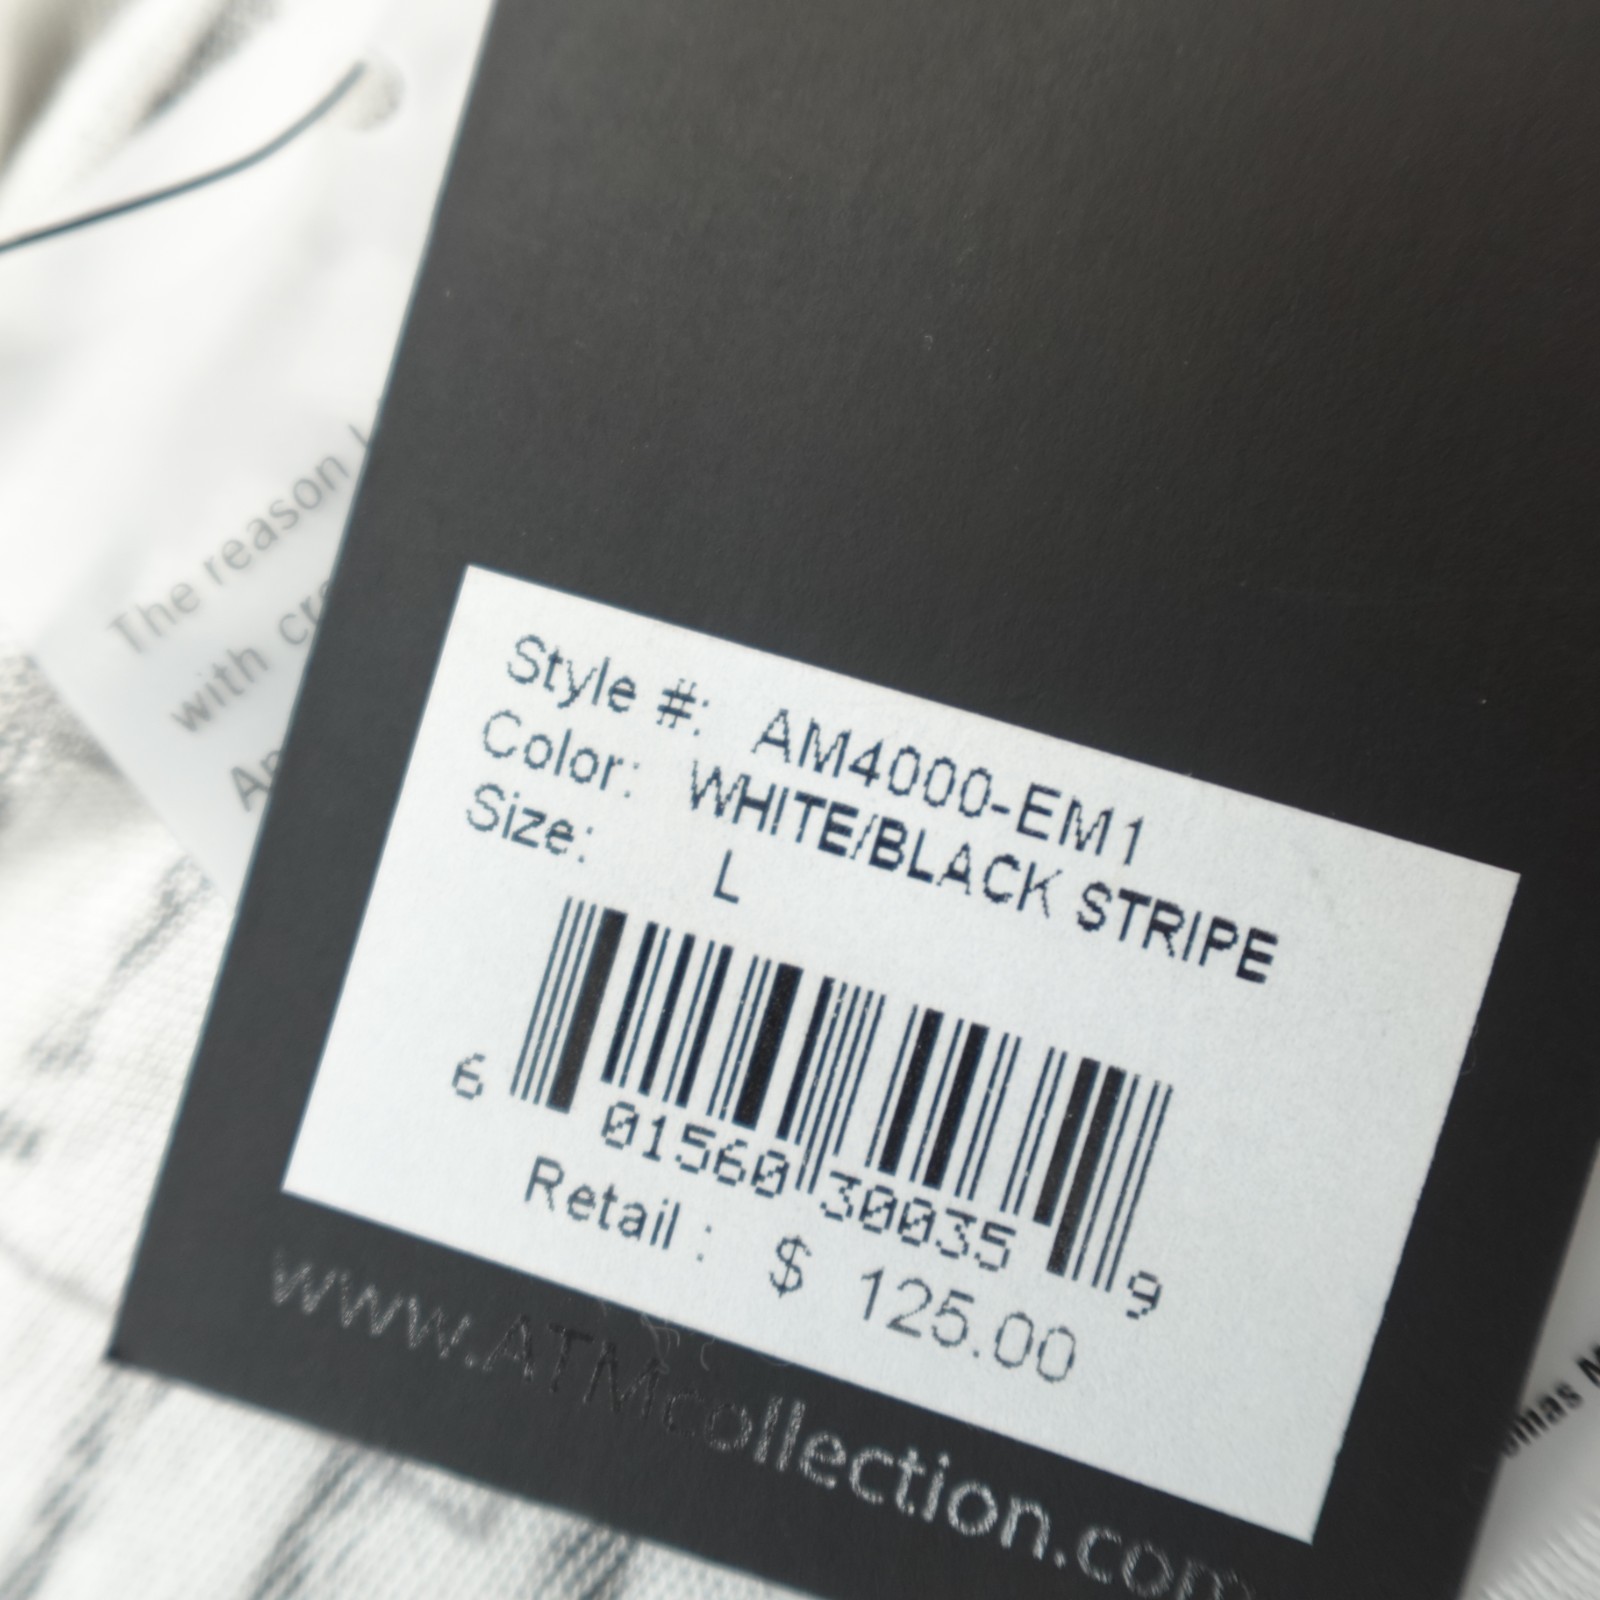 The reason
with
Style #: AM4000-EM1
Color: WHITE/BLACK STRIPE
Size: L
6 01560 30035 9
Retail : $ 125.00
www.ATMcollection.com